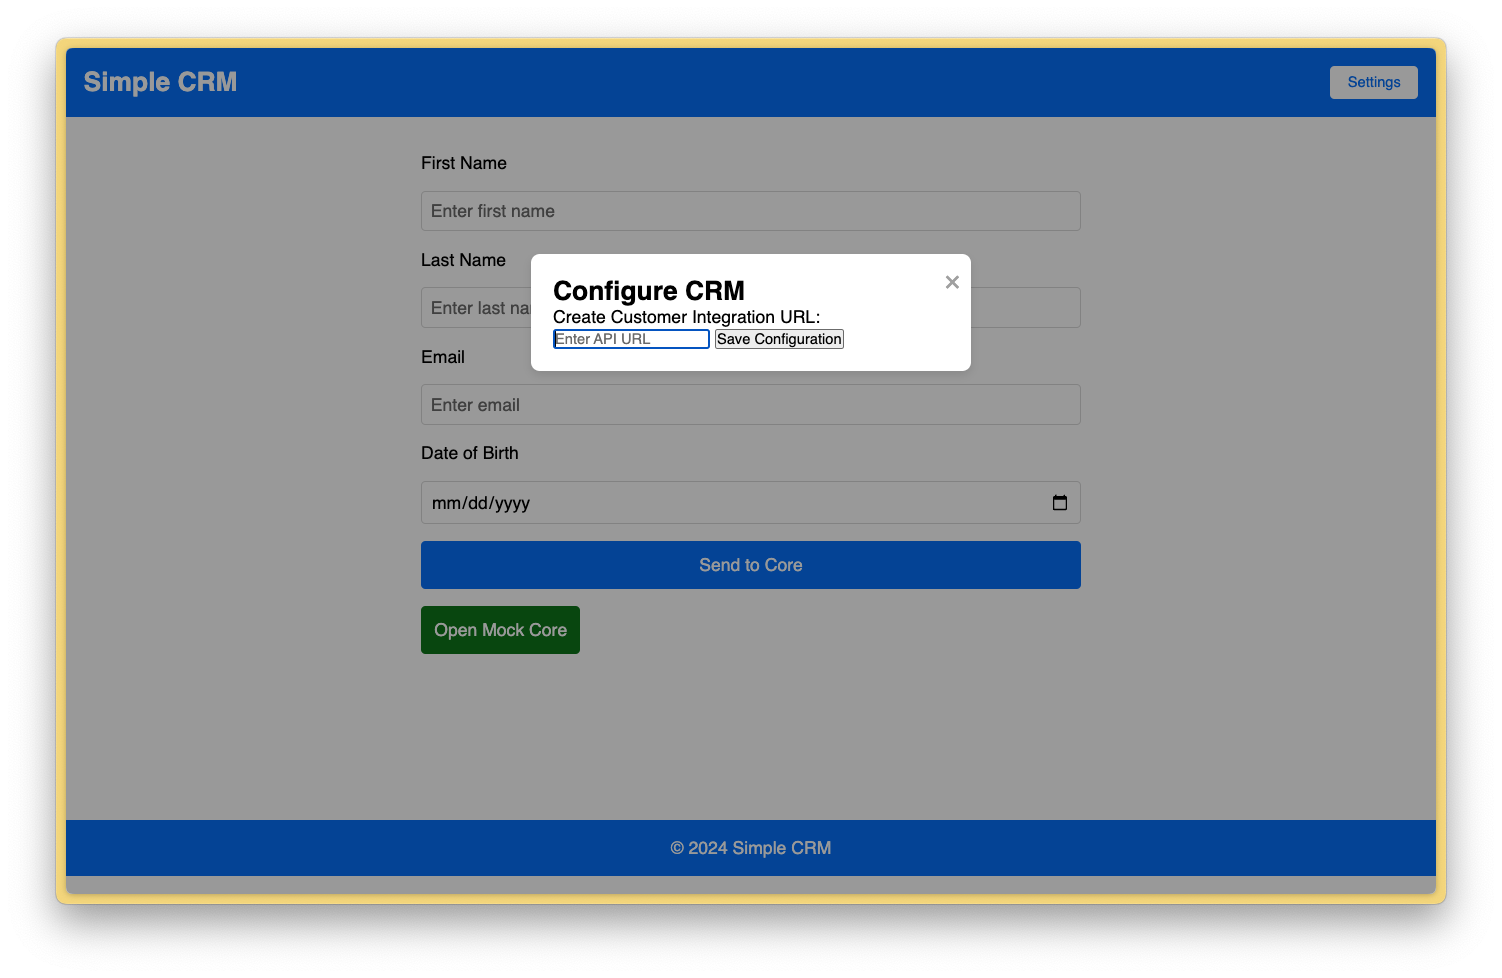 Simple CRM
Settings
First Name
Enter first name
Last Name
Enter last na
Configure CRM
×
Create Customer Integration URL:
Enter API URL
Save Configuration
Email
Enter email
Date of Birth
mm/dd/yyyy
Send to Core
Open Mock Core
© 2024 Simple CRM